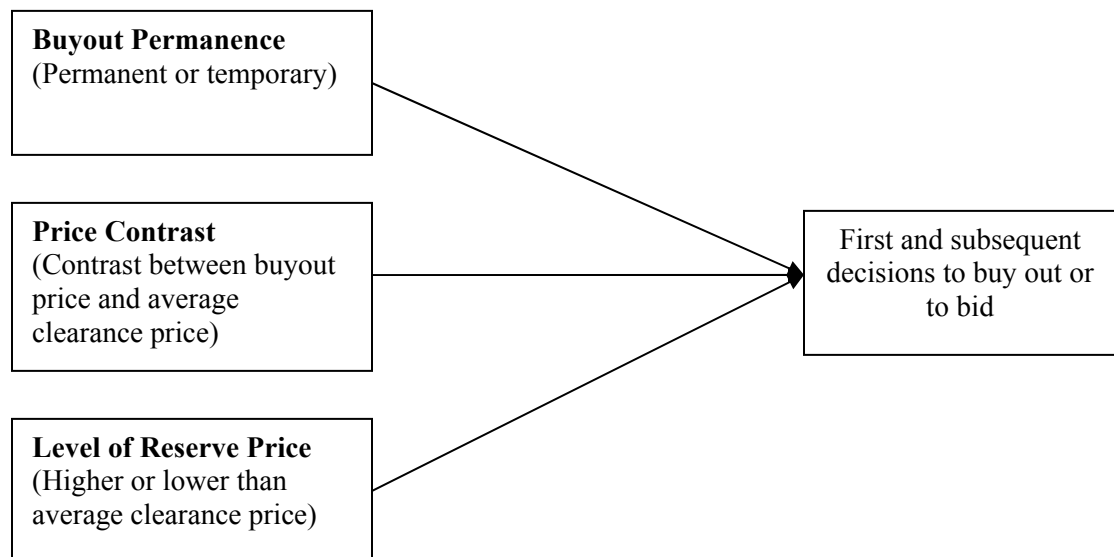 Buyout Permanence
(Permanent or temporary)
Price Contrast
(Contrast between buyout
price and average
clearance price)
Level of Reserve Price
(Higher or lower than
average clearance price)
First and subsequent
decisions to buy out or
to bid